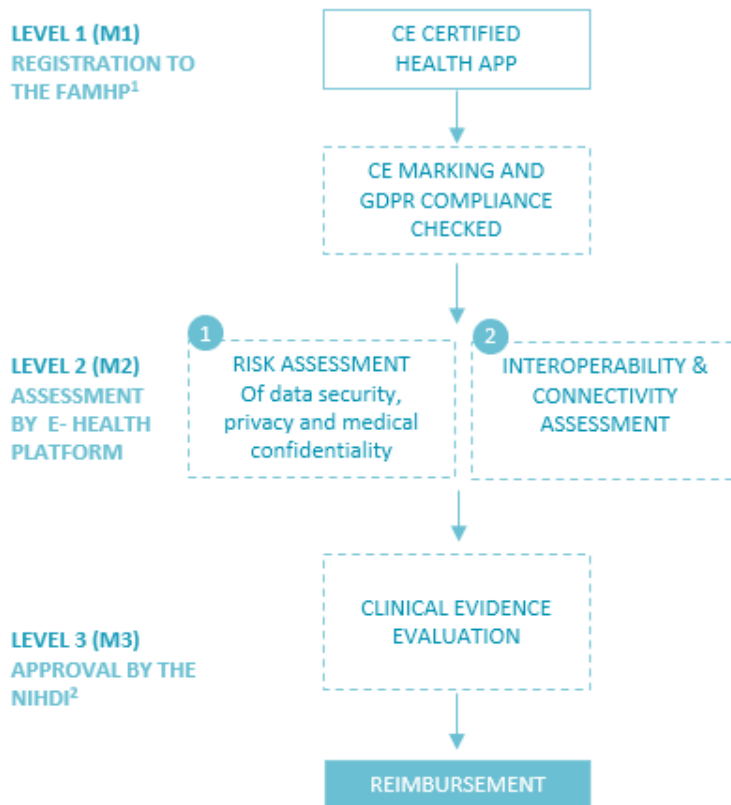 LEVEL 1 (M1)
REGISTRATION TO
THE FAMHP¹
CE CERTIFIED
HEALTH APP
CE MARKING AND
GDPR COMPLIANCE
CHECKED
LEVEL 2 (M2)
ASSESSMENT
BY E- HEALTH
PLATFORM
1
RISK ASSESSMENT
Of data security,
privacy and medical
confidentiality
2
INTEROPERABILITY &
CONNECTIVITY
ASSESSMENT
LEVEL 3 (M3)
APPROVAL BY THE
NIHDI²
CLINICAL EVIDENCE
EVALUATION
REIMBURSEMENT